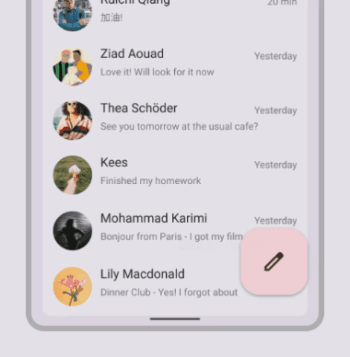 Ruichi Qiang
20 min
加油!
Ziad Aouad
Yesterday
Love it! Will look for it now
Thea Schöder
Yesterday
See you tomorrow at the usual cafe?
Kees
Yesterday
Finished my homework
Mohammad Karimi
Yesterday
Bonjour from Paris - I got my film
Lily Macdonald
Dinner Club - Yes! I forgot about